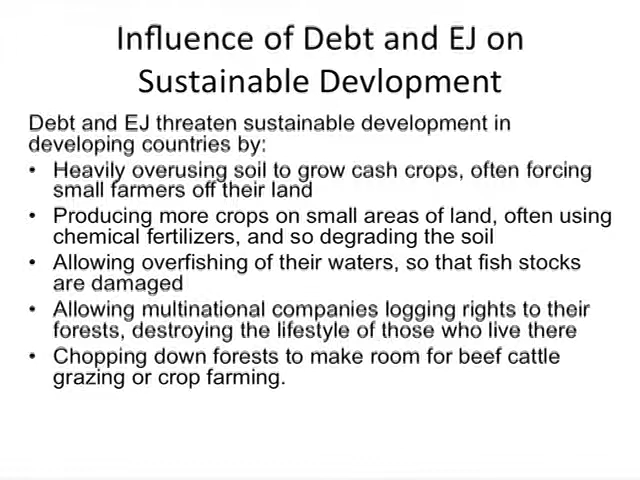 Influence of Debt and EJ on
Sustainable Devlopment
Debt and EJ threaten sustainable development in
developing countries by:
• Heavily overusing soil to grow cash crops, often forcing
small farmers off their land
• Producing more crops on small areas of land, often using
chemical fertilizers, and so degrading the soil
• Allowing overfishing of their waters, so that fish stocks
are damaged
• Allowing multinational companies logging rights to their
forests, destroying the lifestyle of those who live there
• Chopping down forests to make room for beef cattle
grazing or crop farming.